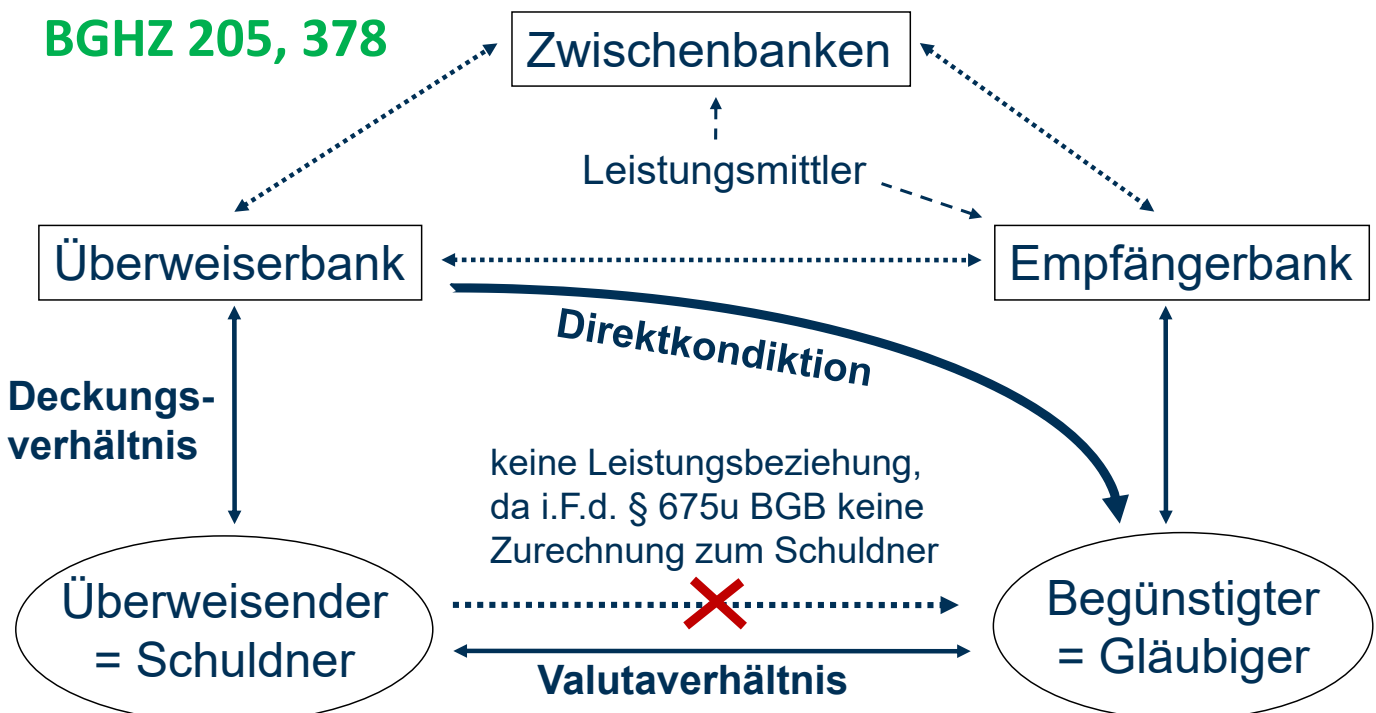 BGHZ 205, 378
Zwischenbanken
Leistungsmittler
Überweiserbank
Empfängerbank
Direktkondiktion
Deckungs-
verhältnis
keine Leistungsbeziehung,
da i.F.d. § 675u BGB keine
Zurechnung zum Schuldner
Überweisender
= Schuldner
Begünstigter
= Gläubiger
Valutaverhältnis